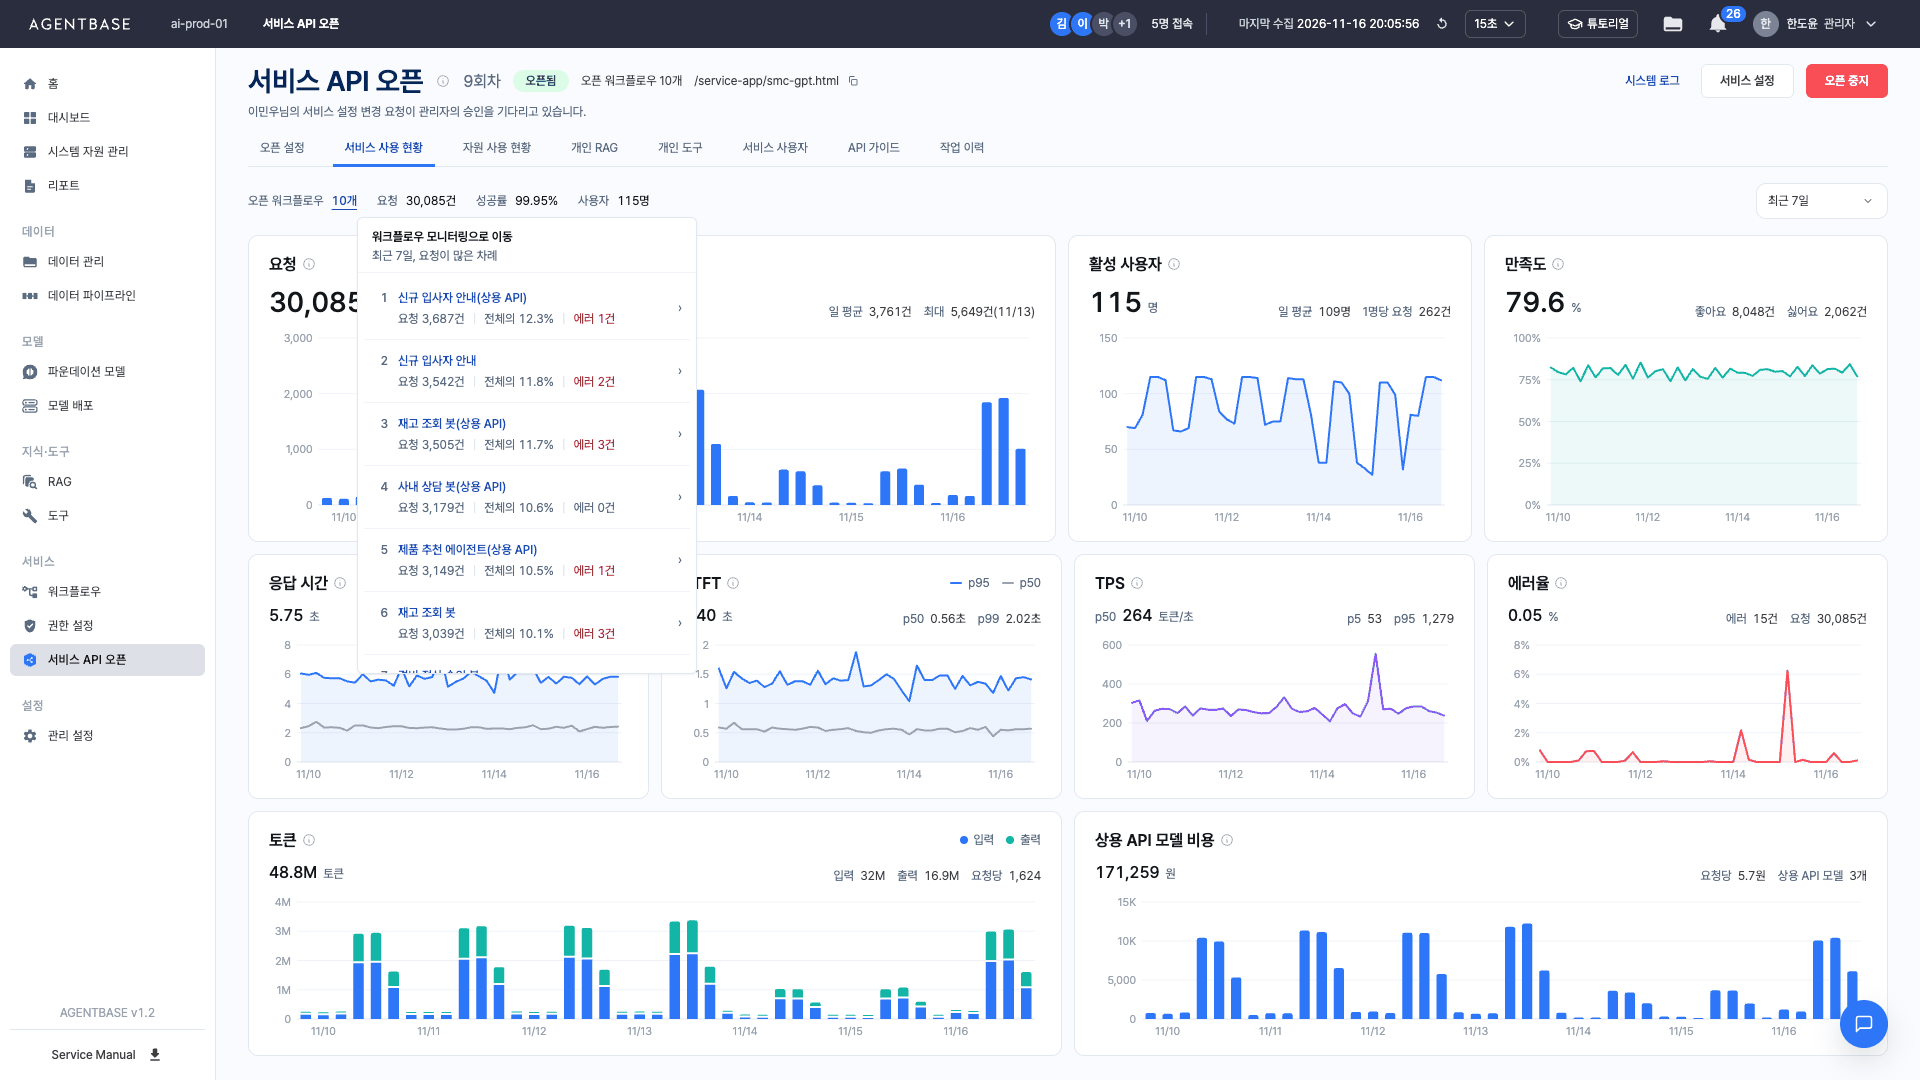 AGENTBASE
ai-prod-01
서비스 API 오픈
김 이 박 +1 5명 접속
마지막 수집 2026-11-16 20:05:56
15초
튜토리얼
26
한 한도윤 관리자
홈
대시보드
시스템 자원 관리
리포트
데이터
데이터 관리
데이터 파이프라인
모델
파운데이션 모델
모델 배포
지식·도구
RAG
도구
서비스
워크플로우
권한 설정
서비스 API 오픈
설정
관리 설정
AGENTBASE v1.2
Service Manual
서비스 API 오픈 9회차 오픈됨 오픈 워크플로우 10개 /service-app/smc-gpt.html
이민우님의 서비스 설정 변경 요청이 관리자의 승인을 기다리고 있습니다.
시스템 로그 서비스 설정 오픈 중지
오픈 설정 서비스 사용 현황 자원 사용 현황 개인 RAG 개인 도구 서비스 사용자 API 가이드 작업 이력
오픈 워크플로우 10개 요청 30,085건 성공률 99.95% 사용자 115명
최근 7일
워크플로우 모니터링으로 이동
최근 7일, 요청이 많은 차례
1 신규 입사자 안내(상용 API)
요청 3,687건 전체의 12.3% 에러 1건
2 신규 입사자 안내
요청 3,542건 전체의 11.8% 에러 2건
3 재고 조회 봇(상용 API)
요청 3,505건 전체의 11.7% 에러 3건
4 사내 상담 봇(상용 API)
요청 3,179건 전체의 10.6% 에러 0건
5 제품 추천 에이전트(상용 API)
요청 3,149건 전체의 10.5% 에러 1건
6 재고 조회 봇
요청 3,039건 전체의 10.1% 에러 3건
요청
30,085
일 평균 3,761건 최대 5,649건(11/13)
3,000
2,000
1,000
0
11/10 11/14 11/15 11/16
활성 사용자
115 명
일 평균 109명 1명당 요청 262건
150
100
50
0
11/10 11/12 11/14 11/16
만족도
79.6 %
좋아요 8,048건 싫어요 2,062건
100%
75%
50%
25%
0%
11/10 11/12 11/14 11/16
응답 시간
5.75 초
8
6
4
2
0
11/10 11/12 11/14 11/16
TFT
p95 p50
40 초
p50 0.56초 p99 2.02초
2
1.5
1
0.5
0
11/10 11/12 11/14 11/16
TPS
p50 264 토큰/초
p5 53 p95 1,279
600
400
200
0
11/10 11/12 11/14 11/16
에러율
0.05 %
에러 15건 요청 30,085건
8%
6%
4%
2%
0%
11/10 11/12 11/14 11/16
토큰
입력 출력
48.8M 토큰
입력 32M 출력 16.9M 요청당 1,624
4M
3M
2M
1M
0
11/10 11/11 11/12 11/13 11/14 11/15 11/16
상용 API 모델 비용
171,259 원
요청당 5.7원 상용 API 모델 3개
15K
10K
5,000
0
11/10 11/11 11/12 11/13 11/14 11/15 11/16